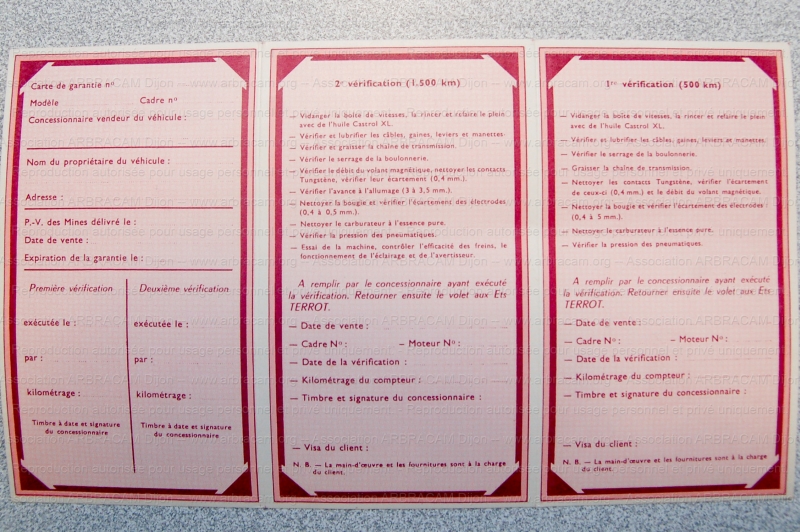 Carte de garantie nº
Modèle Cadre nº
Concessionnaire vendeur du véhicule :
Nom du propriétaire du véhicule :
Adresse :
P.-V. des Mines délivré le :
Date de vente :
Expiration de la garantie le :
Première vérification
exécutée le :
par :
kilométrage :
Timbre à date et signature
du concessionnaire
Deuxième vérification
exécutée le :
par :
kilométrage :
Timbre à date et signature
du concessionnaire
2e vérification (1.500 km)
— Vidanger la boîte de vitesses, la rincer et refaire le plein
avec de l'huile Castrol XL.
— Vérifier et lubrifier les câbles, gaines, leviers et manettes.
— Vérifier et graisser la chaîne de transmission.
— Vérifier le serrage de la boulonnerie.
— Vérifier le débit du volant magnétique, nettoyer les contacts
Tungstène, vérifier leur écartement (0,4 mm.).
— Vérifier l'avance à l'allumage (3 à 3,5 mm.).
— Nettoyer la bougie et vérifier l'écartement des électrodes
(0,4 à 0,5 mm.).
— Nettoyer le carburateur à l'essence pure.
— Vérifier la pression des pneumatiques.
— Essai de la machine, contrôler l'efficacité des freins, le
fonctionnement de l'éclairage et de l'avertisseur.
A remplir par le concessionnaire ayant exécuté
la vérification. Retourner ensuite le volet aux Ets
TERROT.
— Date de vente :
— Cadre Nº : — Moteur Nº :
— Date de la vérification :
— Kilométrage du compteur :
— Timbre et signature du concessionnaire :
— Visa du client :
N. B. — La main-d'œuvre et les fournitures sont à la charge
du client.
1re vérification (500 km)
— Vidanger la boîte de vitesses, la rincer et refaire le plein
avec de l'huile Castrol XL.
— Vérifier et lubrifier les câbles, gaines, leviers et manettes.
— Vérifier le serrage de la boulonnerie.
— Graisser la chaîne de transmission.
— Nettoyer les contacts Tungstène, vérifier l'écartement
de ceux-ci (0,4 mm.) et le débit du volant magnétique.
— Nettoyer la bougie et vérifier l'écartement des électrodes :
(0,4 à 5 mm.).
— Nettoyer le carburateur à l'essence pure.
— Vérifier la pression des pneumatiques.
A remplir par le concessionnaire ayant exécuté
la vérification. Retourner ensuite le volet aux Ets
TERROT.
— Date de vente :
— Cadre Nº : — Moteur Nº :
— Date de la vérification :
— Kilométrage du compteur :
— Timbre et signature du concessionnaire :
— Visa du client :
N. B. — La main-d'œuvre et les fournitures sont à la charge
du client.